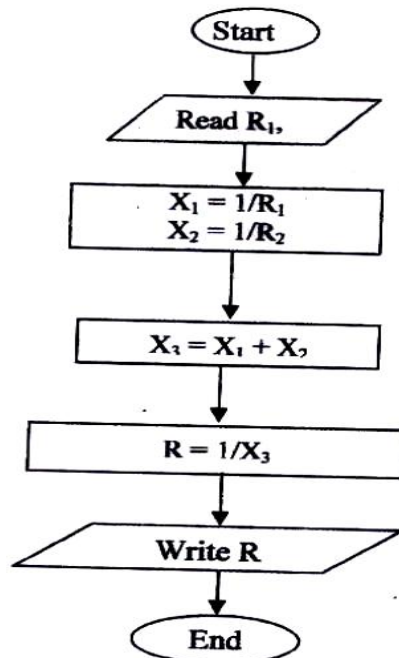 Start
Read R₁,
X₁ = 1/R₁
X₂ = 1/R₂
X₃ = X₁ + X₂
R = 1/X₃
Write R
End